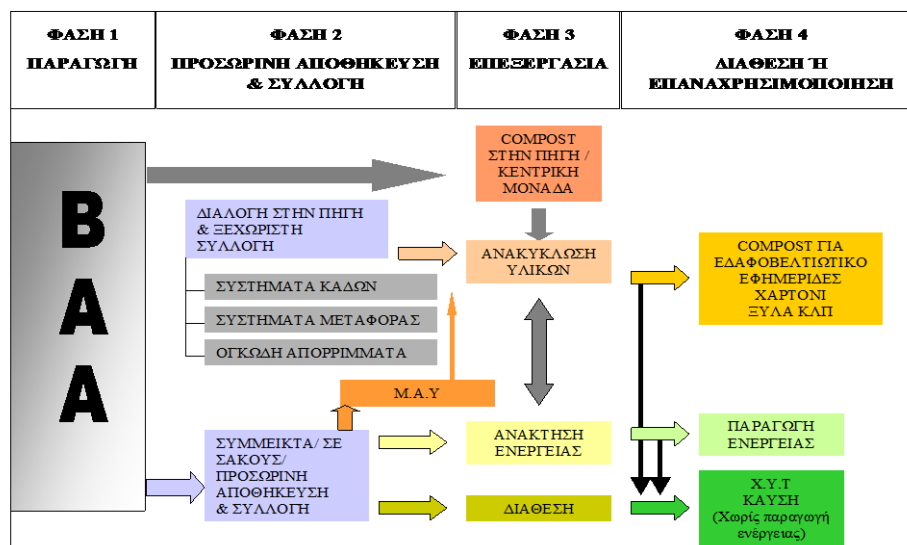 ΦΑΣΗ 1
ΠΑΡΑΓΩΓΗ
ΦΑΣΗ 2
ΠΡΟΣΩΡΙΝΗ ΑΠΟΘΗΚΕΥΣΗ
& ΣΥΛΛΟΓΗ
ΦΑΣΗ 3
ΕΠΕΞΕΡΓΑΣΙΑ
ΦΑΣΗ 4
ΔΙΑΘΕΣΗ Ή
ΕΠΑΝΑΧΡΗΣΙΜΟΠΟΙΗΣΗ
Β
Α
Α
COMPOST
ΣΤΗΝ ΠΗΓΗ /
ΚΕΝΤΡΙΚΗ
ΜΟΝΑΔΑ
ΔΙΑΛΟΓΗ ΣΤΗΝ ΠΗΓΗ
& ΞΕΧΩΡΙΣΤΗ
ΣΥΛΛΟΓΗ
ΑΝΑΚΥΚΛΩΣΗ
ΥΛΙΚΩΝ
COMPOST ΓΙΑ
ΕΔΑΦΟΒΕΛΤΙΩΤΙΚΟ
ΕΦΗΜΕΡΙΔΕΣ
ΧΑΡΤΟΝΙ
ΞΥΛΑ ΚΛΠ
ΣΥΣΤΗΜΑΤΑ ΚΑΔΩΝ
ΣΥΣΤΗΜΑΤΑ ΜΕΤΑΦΟΡΑΣ
ΟΓΚΩΔΗ ΑΠΟΡΡΙΜΜΑΤΑ
Μ.Α.Υ
ΣΥΜΜΕΙΚΤΑ/ ΣΕ
ΣΑΚΟΥΣ/
ΠΡΟΣΩΡΙΝΗ
ΑΠΟΘΗΚΕΥΣΗ
& ΣΥΛΛΟΓΗ
ΑΝΑΚΤΗΣΗ
ΕΝΕΡΓΕΙΑΣ
ΠΑΡΑΓΩΓΗ
ΕΝΕΡΓΕΙΑΣ
ΔΙΑΘΕΣΗ
Χ.Υ.Τ
ΚΑΥΣΗ
(Χωρίς παραγωγή
ενέργειας)